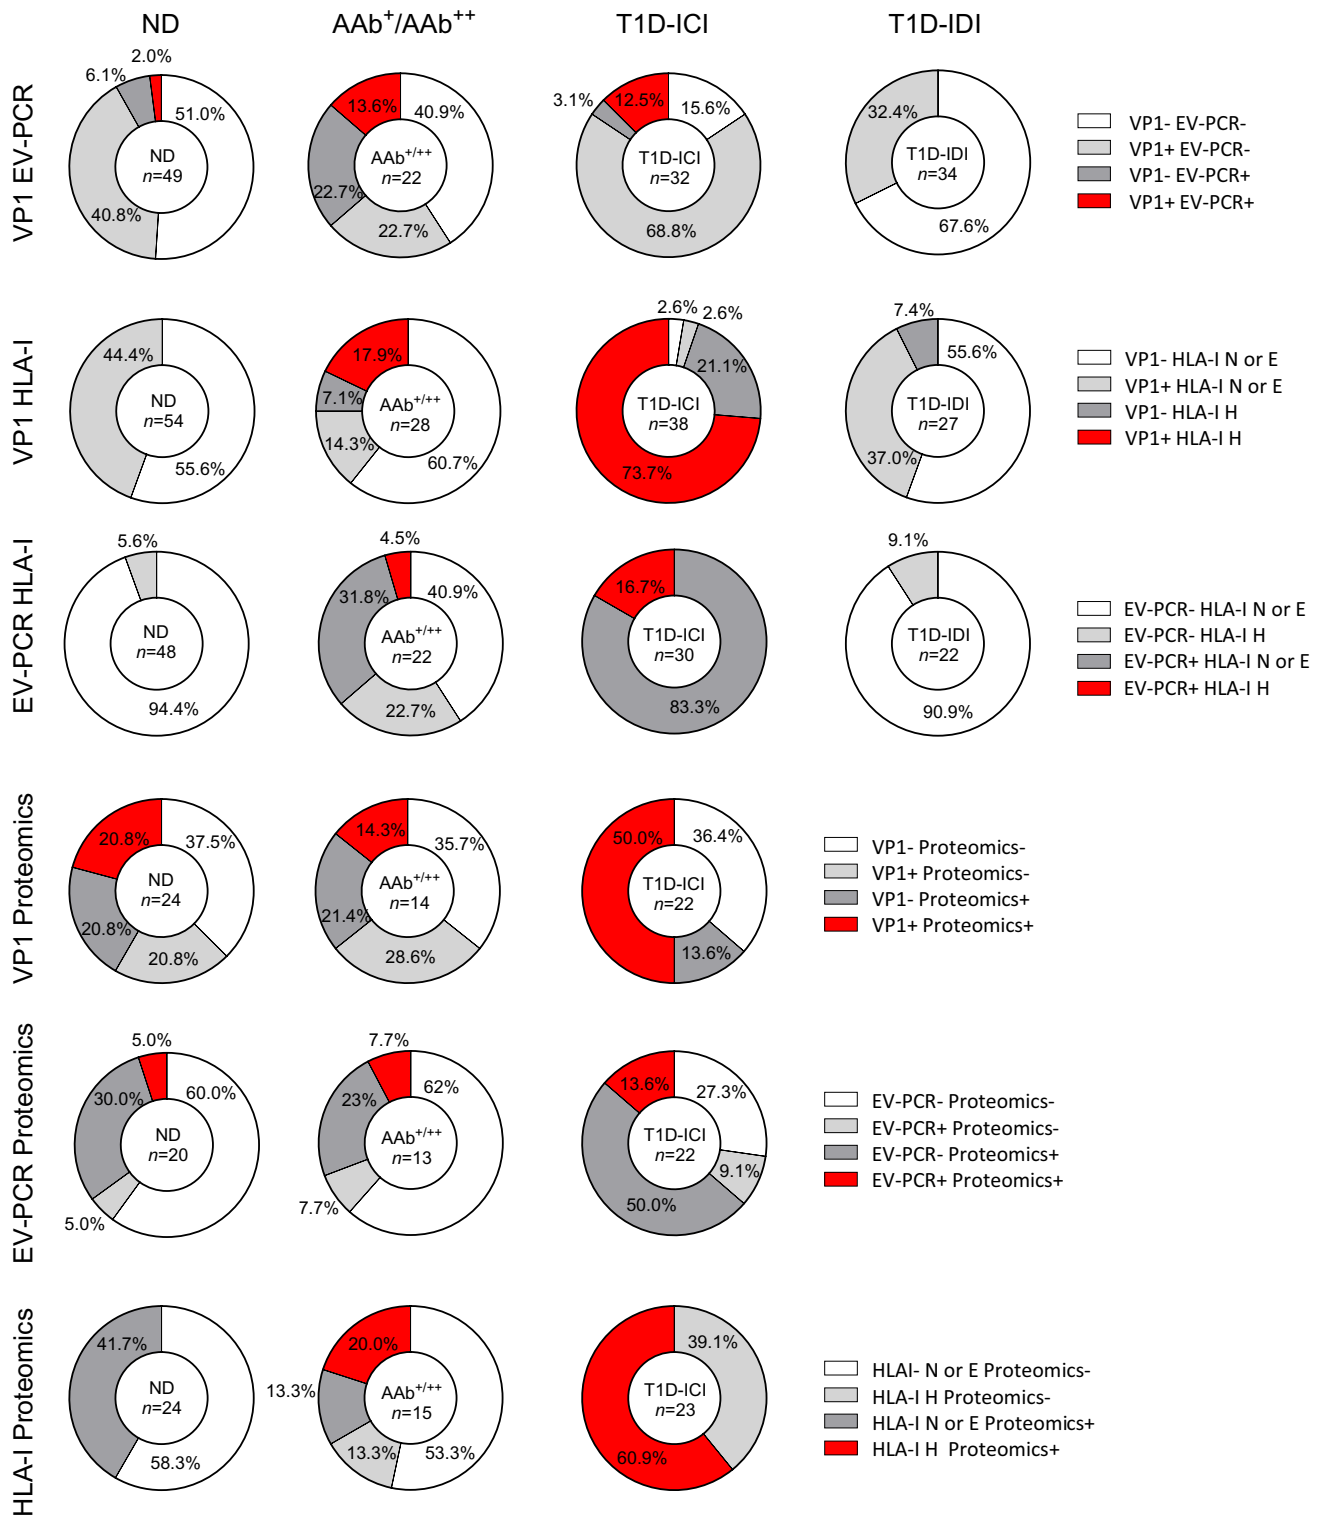 ND
AAb+/AAb++
T1D-ICI
T1D-IDI
VP1 EV-PCR
2.0%
6.1%
51.0%
40.8%
ND
n=49
13.6%
40.9%
22.7%
22.7%
AAb+/++
n=22
3.1%
12.5%
15.6%
68.8%
T1D-ICI
n=32
32.4%
67.6%
T1D-IDI
n=34
VP1- EV-PCR-
VP1+ EV-PCR-
VP1- EV-PCR+
VP1+ EV-PCR+
VP1 HLA-I
44.4%
55.6%
ND
n=54
17.9%
7.1%
14.3%
60.7%
AAb+/++
n=28
2.6%
2.6%
21.1%
73.7%
T1D-ICI
n=38
7.4%
55.6%
37.0%
T1D-IDI
n=27
VP1- HLA-I N or E
VP1+ HLA-I N or E
VP1- HLA-I H
VP1+ HLA-I H
EV-PCR HLA-I
5.6%
94.4%
ND
n=48
4.5%
40.9%
31.8%
22.7%
AAb+/++
n=22
16.7%
83.3%
T1D-ICI
n=30
9.1%
90.9%
T1D-IDI
n=22
EV-PCR- HLA-I N or E
EV-PCR- HLA-I H
EV-PCR+ HLA-I N or E
EV-PCR+ HLA-I H
VP1 Proteomics
20.8%
37.5%
20.8%
20.8%
ND
n=24
14.3%
35.7%
21.4%
28.6%
AAb+/++
n=14
50.0%
36.4%
13.6%
T1D-ICI
n=22
VP1- Proteomics-
VP1+ Proteomics-
VP1- Proteomics+
VP1+ Proteomics+
EV-PCR Proteomics
5.0%
60.0%
30.0%
5.0%
ND
n=20
7.7%
62%
23%
7.7%
AAb+/++
n=13
13.6%
27.3%
9.1%
50.0%
T1D-ICI
n=22
EV-PCR- Proteomics-
EV-PCR+ Proteomics-
EV-PCR- Proteomics+
EV-PCR+ Proteomics+
HLA-I Proteomics
41.7%
58.3%
ND
n=24
20.0%
13.3%
13.3%
53.3%
AAb+/++
n=15
39.1%
60.9%
T1D-ICI
n=23
HLAI- N or E Proteomics-
HLA-I H Proteomics-
HLA-I N or E Proteomics+
HLA-I H  Proteomics+